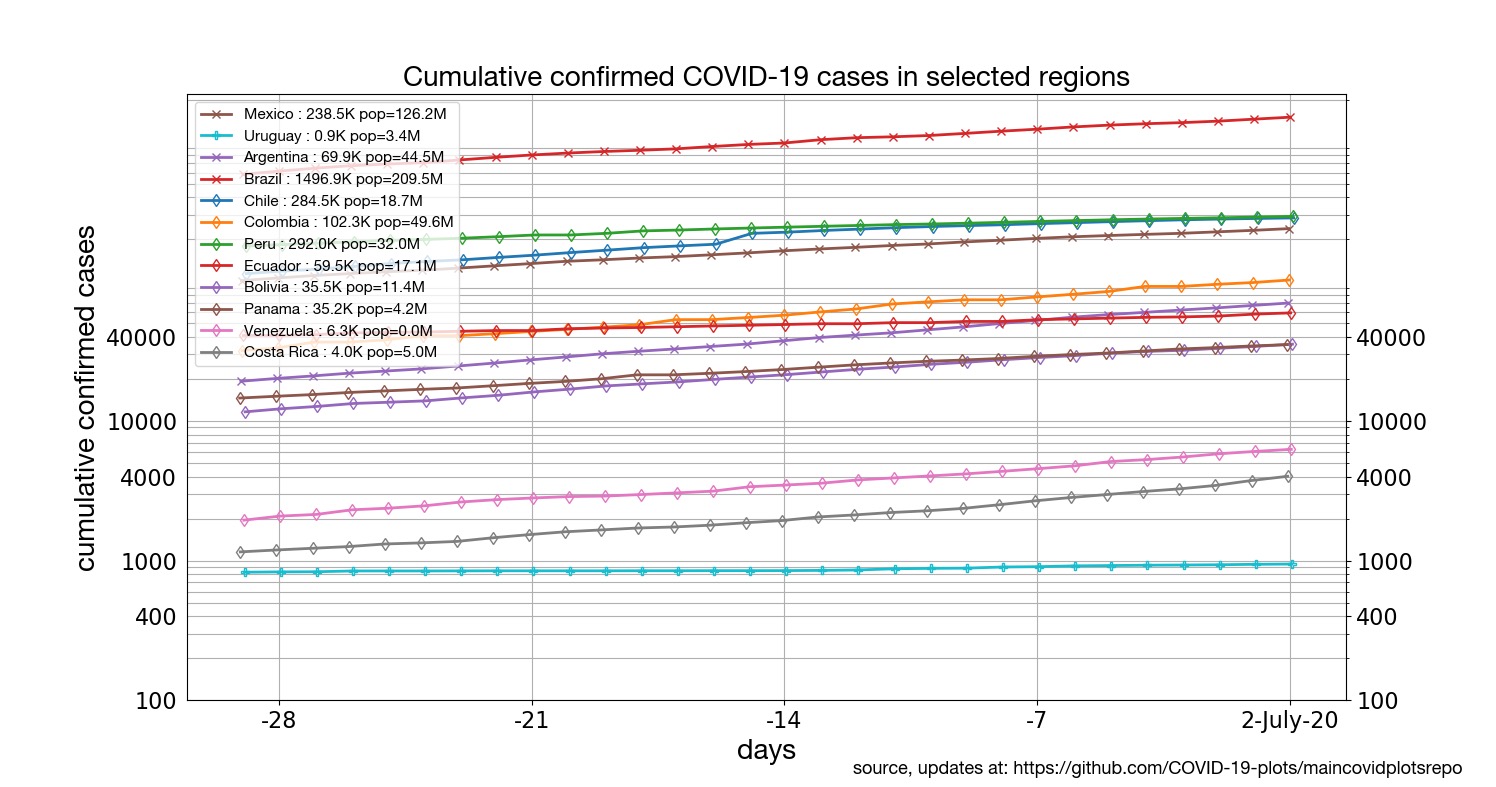 Cumulative confirmed COVID-19 cases in selected regions
Mexico : 238.5K pop=126.2M
Uruguay : 0.9K pop=3.4M
Argentina : 69.9K pop=44.5M
Brazil : 1496.9K pop=209.5M
Chile : 284.5K pop=18.7M
Colombia : 102.3K pop=49.6M
Peru : 292.0K pop=32.0M
Ecuador : 59.5K pop=17.1M
Bolivia : 35.5K pop=11.4M
Panama : 35.2K pop=4.2M
Venezuela : 6.3K pop=0.0M
Costa Rica : 4.0K pop=5.0M
cumulative confirmed cases
40000 40000
10000 10000
4000 4000
1000 1000
400 400
100 100
-28 -21 -14 -7 2-July-20
days
source, updates at: https://github.com/COVID-19-plots/maincovidplotsrepo